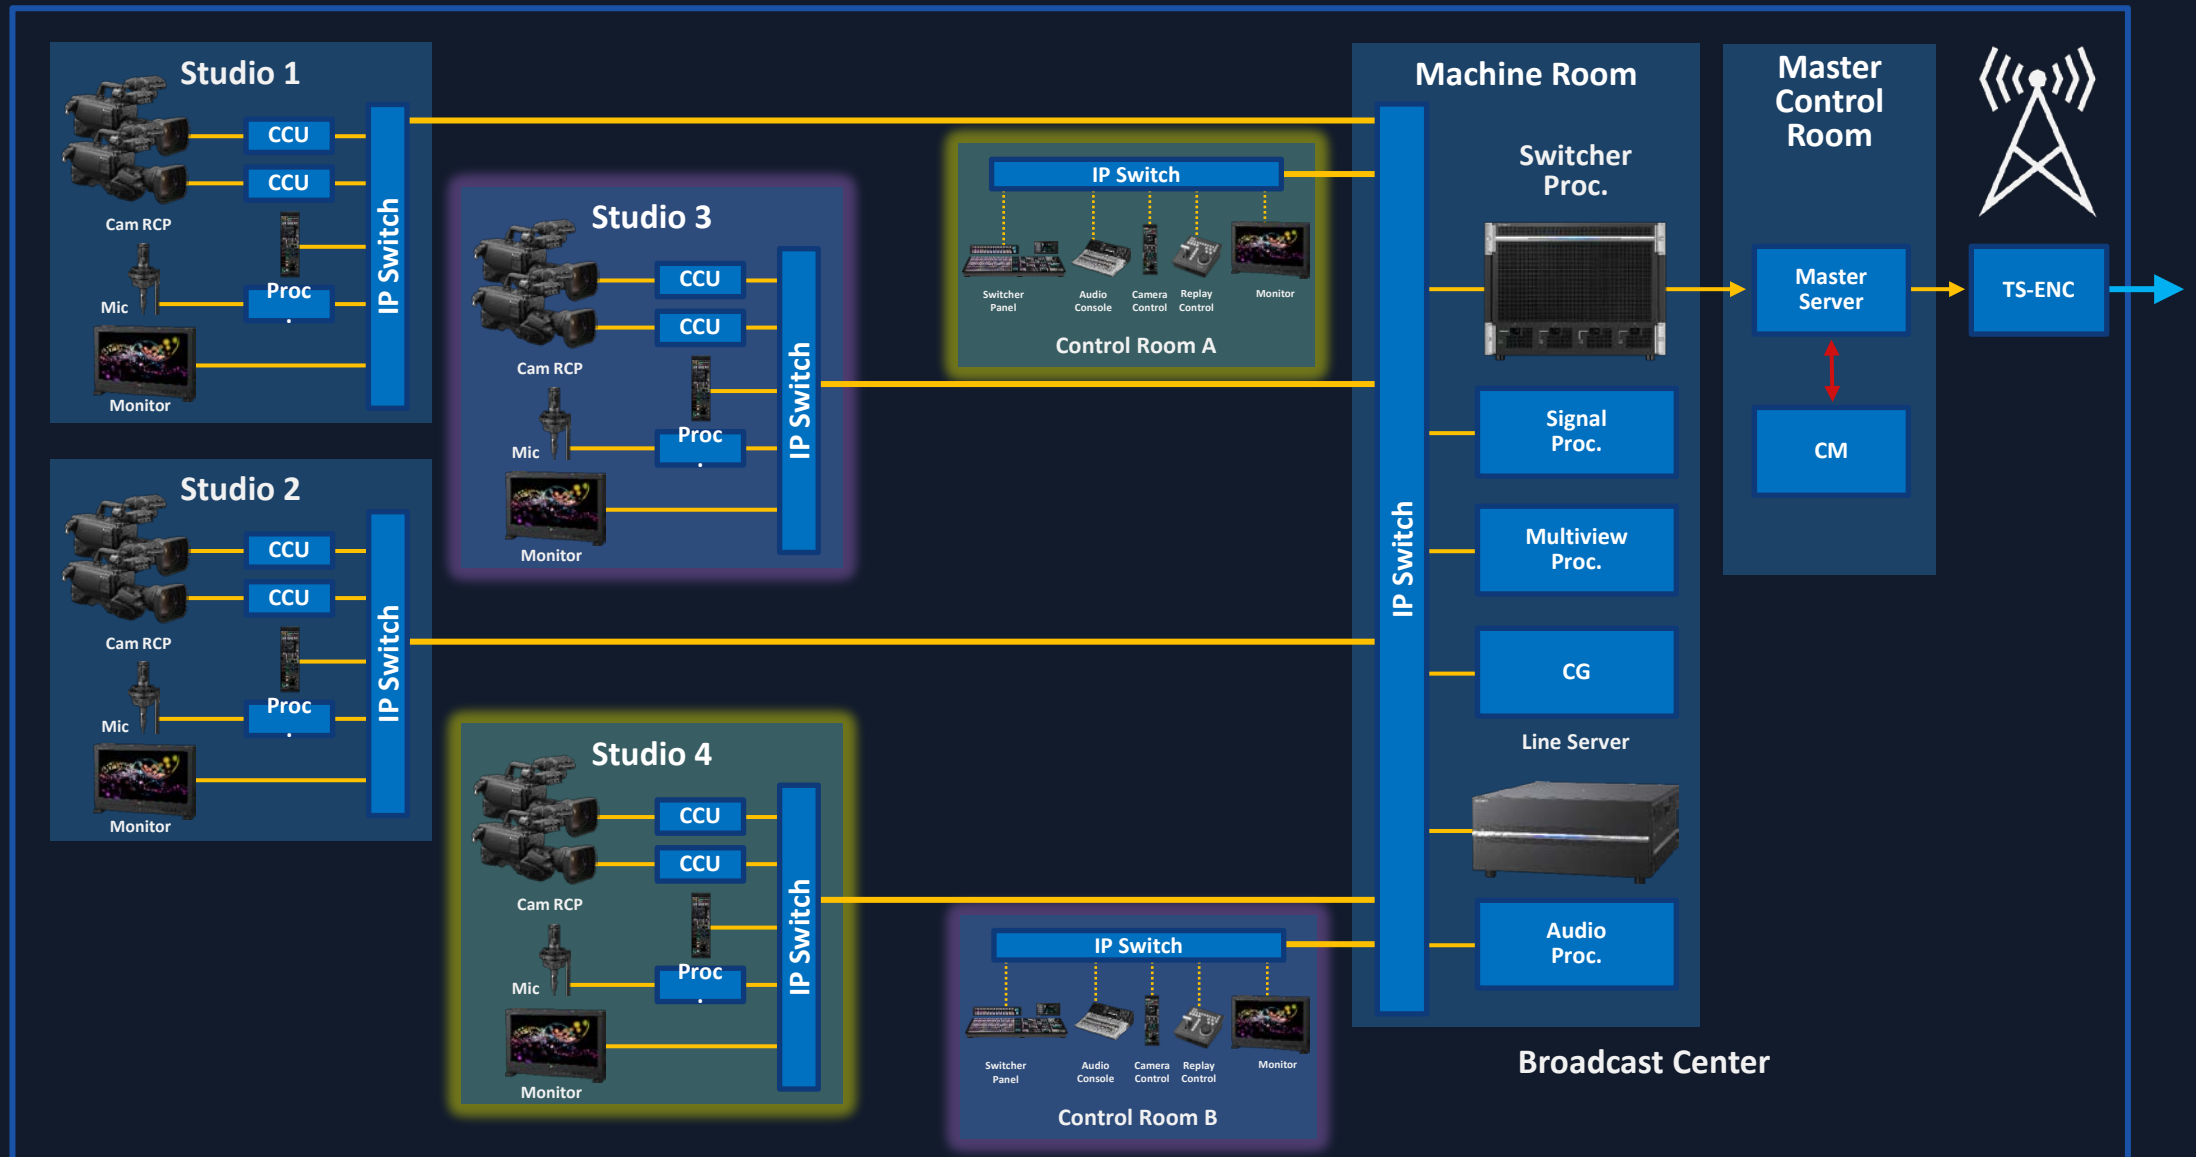 Studio 1
CCU
CCU
Cam RCP
Mic
Proc
.
Monitor
IP Switch
Studio 2
CCU
CCU
Cam RCP
Mic
Proc
.
Monitor
IP Switch
Studio 3
CCU
CCU
Cam RCP
Mic
Proc
.
Monitor
IP Switch
Studio 4
CCU
CCU
Cam RCP
Mic
Proc
.
Monitor
IP Switch
IP Switch
Switcher
Panel
Audio
Console
Camera
Control
Replay
Control
Monitor
Control Room A
IP Switch
Switcher
Panel
Audio
Console
Camera
Control
Replay
Control
Monitor
Control Room B
Machine Room
IP Switch
Switcher
Proc.
Signal
Proc.
Multiview
Proc.
CG
Line Server
Audio
Proc.
Master
Control
Room
Master
Server
CM
TS-ENC
Broadcast Center